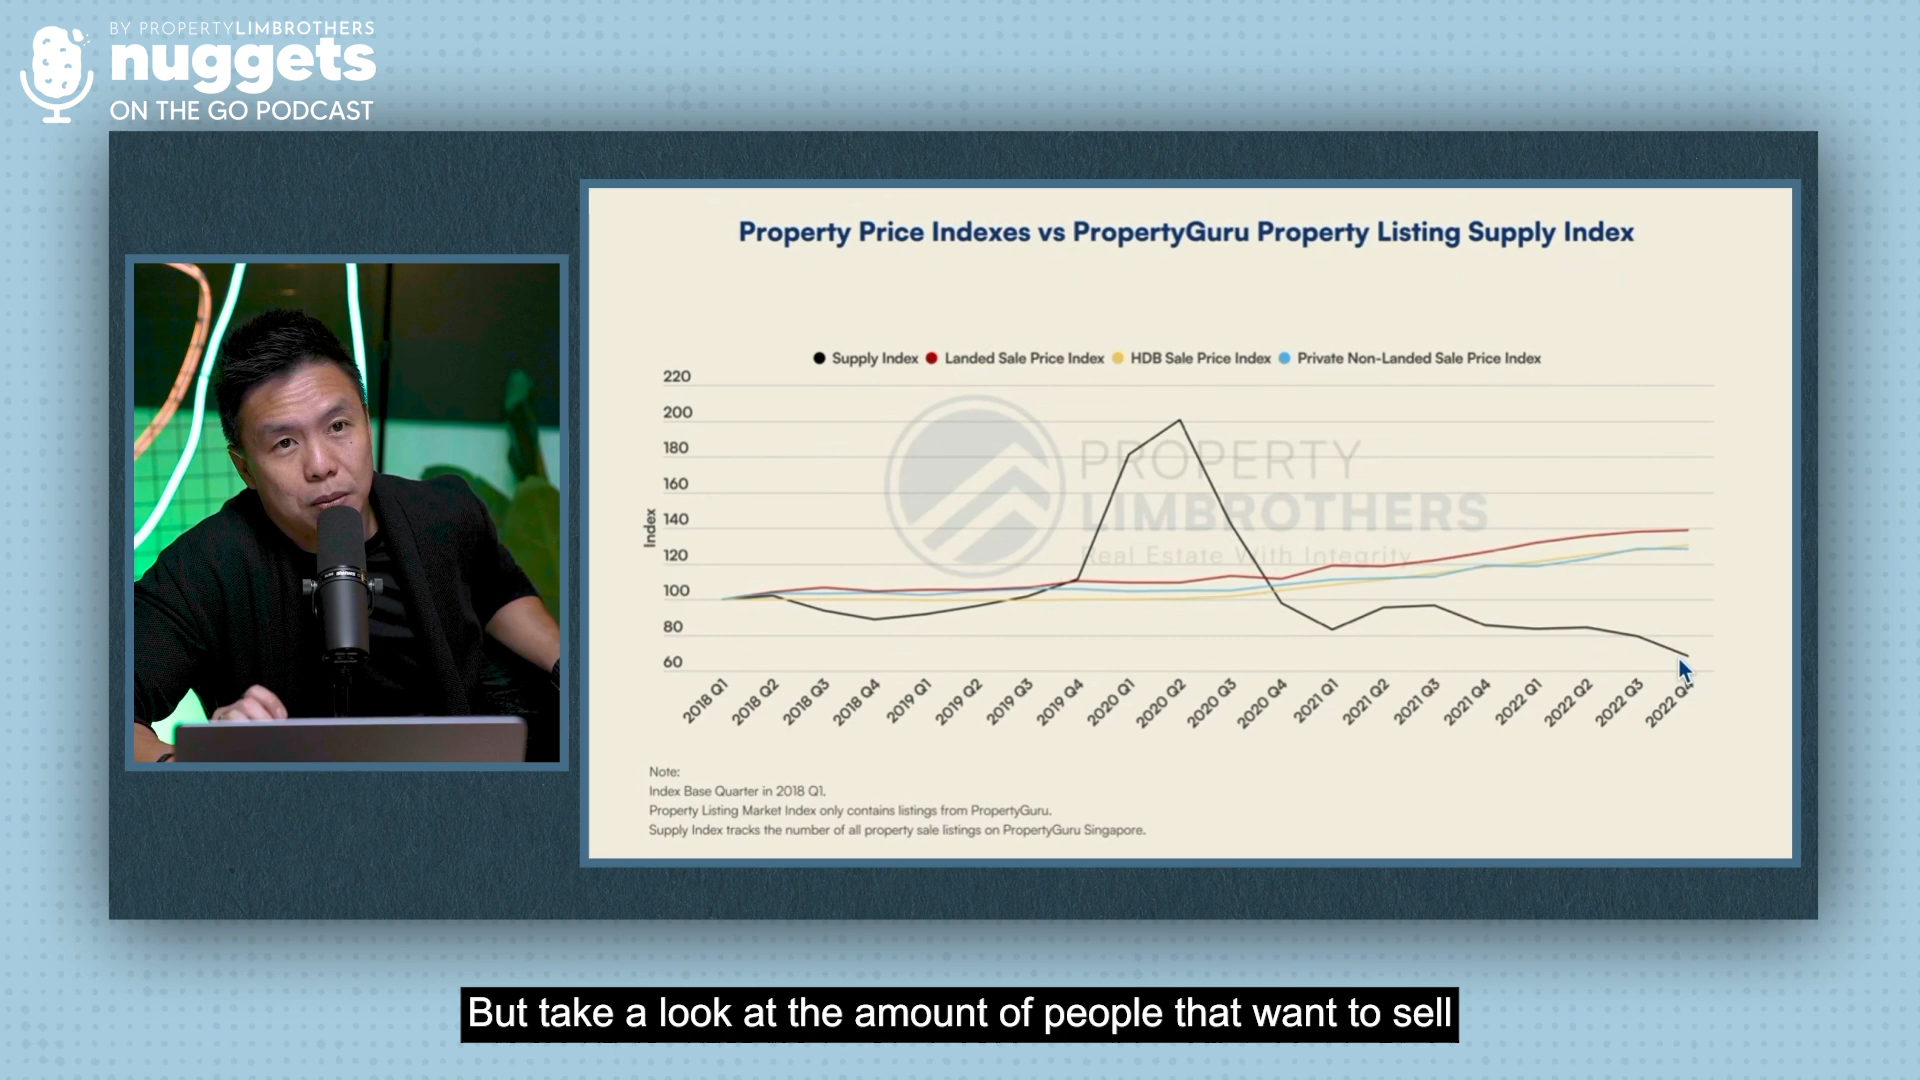 BY PROPERTYLIMBROTHERS
nuggets
ON THE GO PODCAST
Property Price Indexes vs PropertyGuru Property Listing Supply Index
Supply Index Landed Sale Price Index HDB Sale Price Index Private Non-Landed Sale Price Index
220
200
180
160
140
120
100
80
60
Index
PROPERTY
LIMBROTHERS
Real Estate With Integrity
2018 Q1
2018 Q2
2018 Q3
2018 Q4
2019 Q1
2019 Q2
2019 Q3
2019 Q4
2020 Q1
2020 Q2
2020 Q3
2020 Q4
2021 Q1
2021 Q2
2021 Q3
2021 Q4
2022 Q1
2022 Q2
2022 Q3
2022 Q4
Note:
Index Base Quarter in 2018 Q1.
Property Listing Market Index only contains listings from PropertyGuru.
Supply Index tracks the number of all property sale listings on PropertyGuru Singapore.
But take a look at the amount of people that want to sell